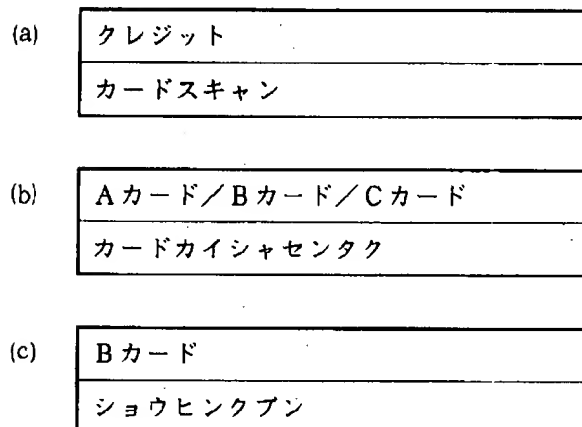 (a)
クレジット
カードスキャン
(b)
Aカード/Bカード/Cカード
カードカイシャセンタク
(c)
Bカード
ショウヒンクブン